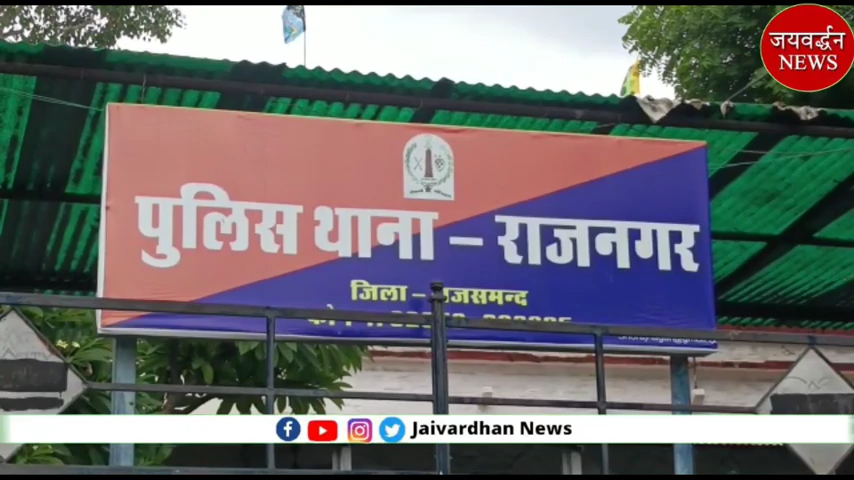 जयवर्द्धन
NEWS
पुलिस थाना – राजनगर
जिला – राजसमन्द
Jaivardhan News